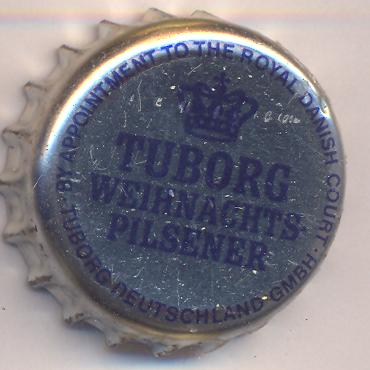 BY APPOINTMENT TO THE ROYAL DANISH COURT·
TUBORG
WEIHNACHTS
PILSENER
TUBORG DEUTSCHLAND GMBH·